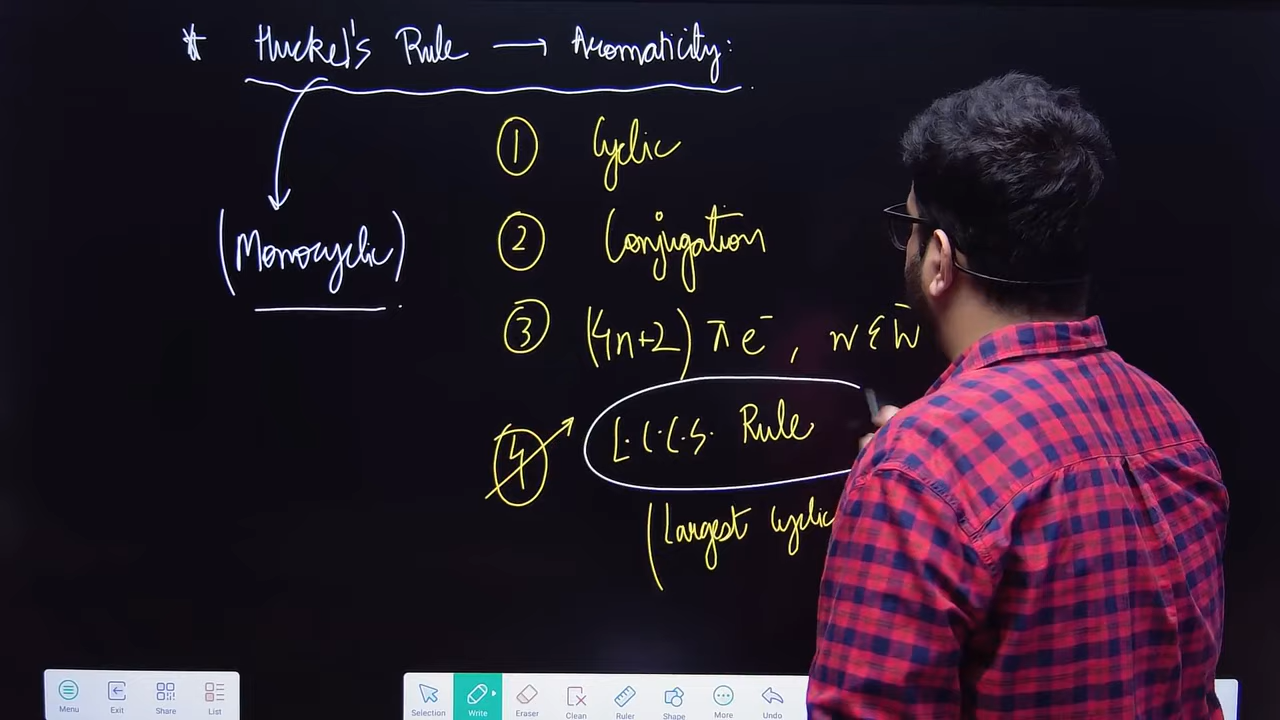 * Huckel's Rule → Aromaticity:
(Monocyclic)
① Cyclic
② Conjugation
③ (4n+2) πe⁻, n ε W
④ L.C.C.S. Rule
(Largest Cyclic
Menu Exit Share List
Selection Write Eraser Clean Ruler Shape More Undo